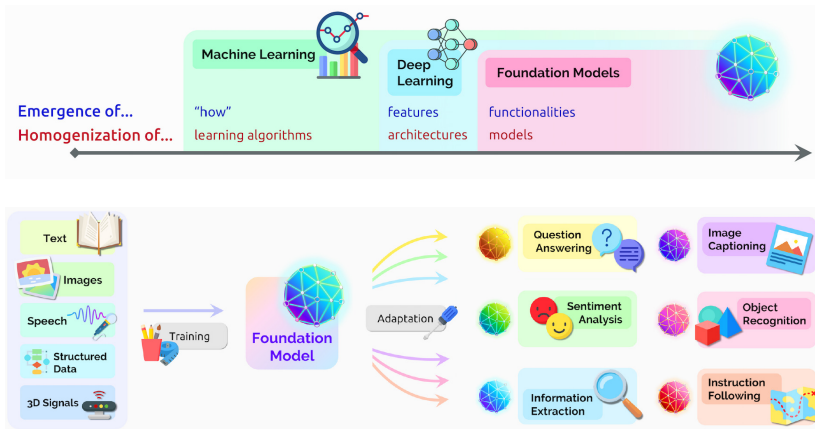 Machine Learning
Deep
Learning
Foundation Models
Emergence of...
"how"
features
functionalities
Homogenization of...
learning algorithms
architectures
models
Text
Images
Speech
Structured
Data
3D Signals
Training
Foundation
Model
Adaptation
Question
Answering
Image
Captioning
Sentiment
Analysis
Object
Recognition
Information
Extraction
Instruction
Following